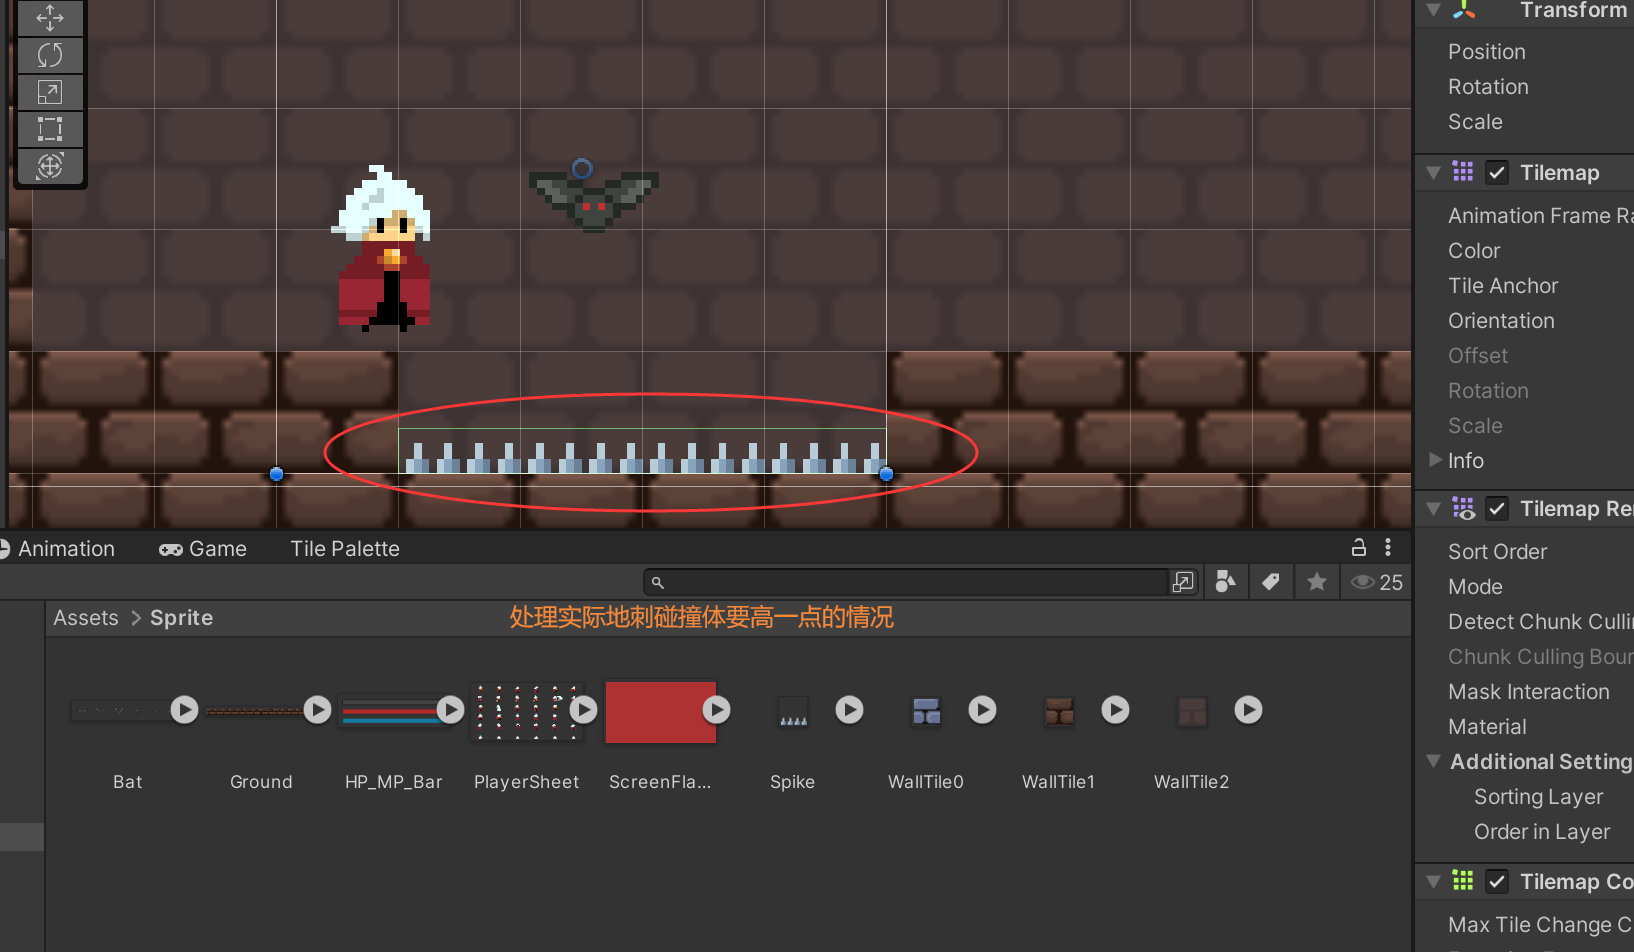 Transform
Position
Rotation
Scale
Tilemap
Animation Frame Ra
Color
Tile Anchor
Orientation
Offset
Rotation
Scale
Info
Tilemap Re
Sort Order
Mode
Detect Chunk Culli
Chunk Culling Bour
Mask Interaction
Material
Additional Setting
Sorting Layer
Order in Layer
Tilemap Co
Max Tile Change C
Animation
Game
Tile Palette
25
Assets > Sprite
处理实际地刺碰撞体要高一点的情况
Bat
Ground
HP_MP_Bar
PlayerSheet
ScreenFla...
Spike
WallTile0
WallTile1
WallTile2